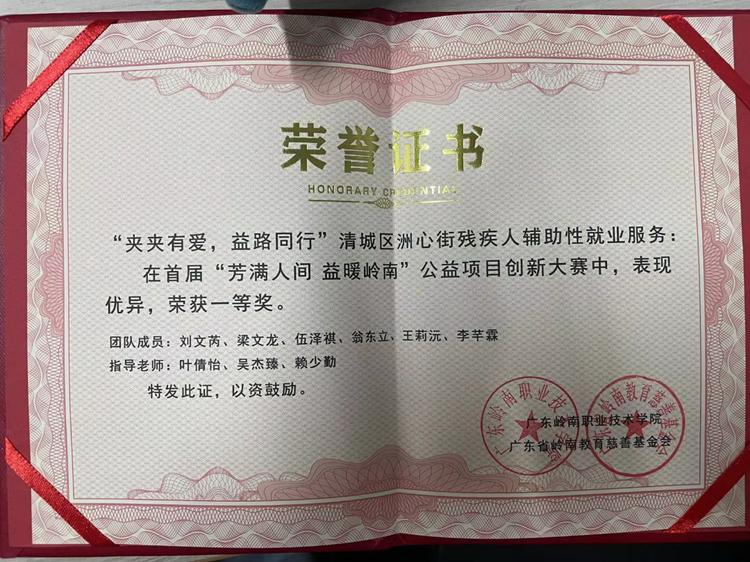 荣誉证书
HONORARY CREDENTIAL
“夹夹有爱，益路同行”清城区洲心街残疾人辅助性就业服务：
在首届“芳满人间 益暖岭南”公益项目创新大赛中，表现
优异，荣获一等奖。
团队成员：刘文芮、梁文龙、伍泽祺、翁东立、王莉沅、李芊霖
指导老师：叶倩怡、吴杰臻、赖少勤
特发此证，以资鼓励。
广东岭南职业技术学院
广东省岭南教育慈善基金会